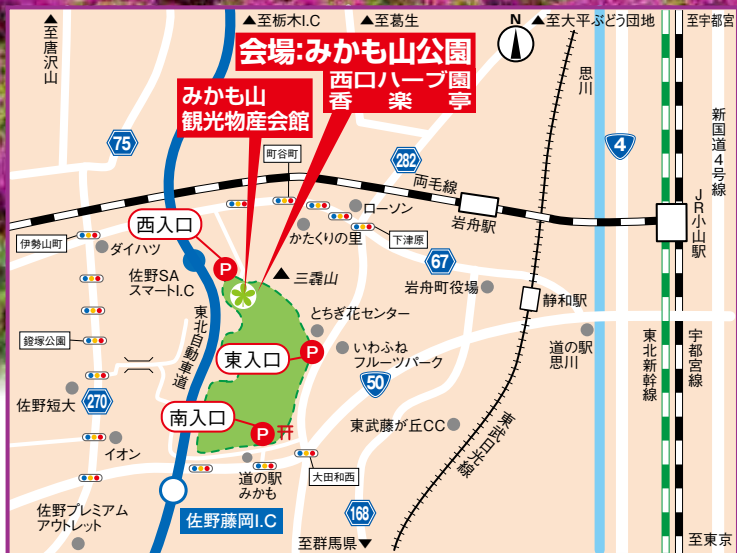 ▲至唐沢山
▲至栃木I.C
▲至葛生
N
▲至大平ぶどう団地
至宇都宮
会場:みかも山公園
西口ハーブ園
香楽亭
みかも山
観光物産会館
思川
新国道4号線
4
75
町谷町
282
両毛線
岩舟駅
JR小山駅
西入口
ローソン
伊勢山町
ダイハツ
かたくりの里
下津原
67
P
三毳山
佐野SA
スマートI.C
岩舟町役場
静和駅
とちぎ花センター
東北自動車道
鐙塚公園
東入口
P
いわふね
フルーツパーク
道の駅
思川
東北新幹線
宇都宮線
50
270
佐野短大
南入口
P
東武藤が丘CC
東武日光線
イオン
道の駅
みかも
大田和西
佐野プレミアム
アウトレット
佐野藤岡I.C
168
至群馬県▼
至東京